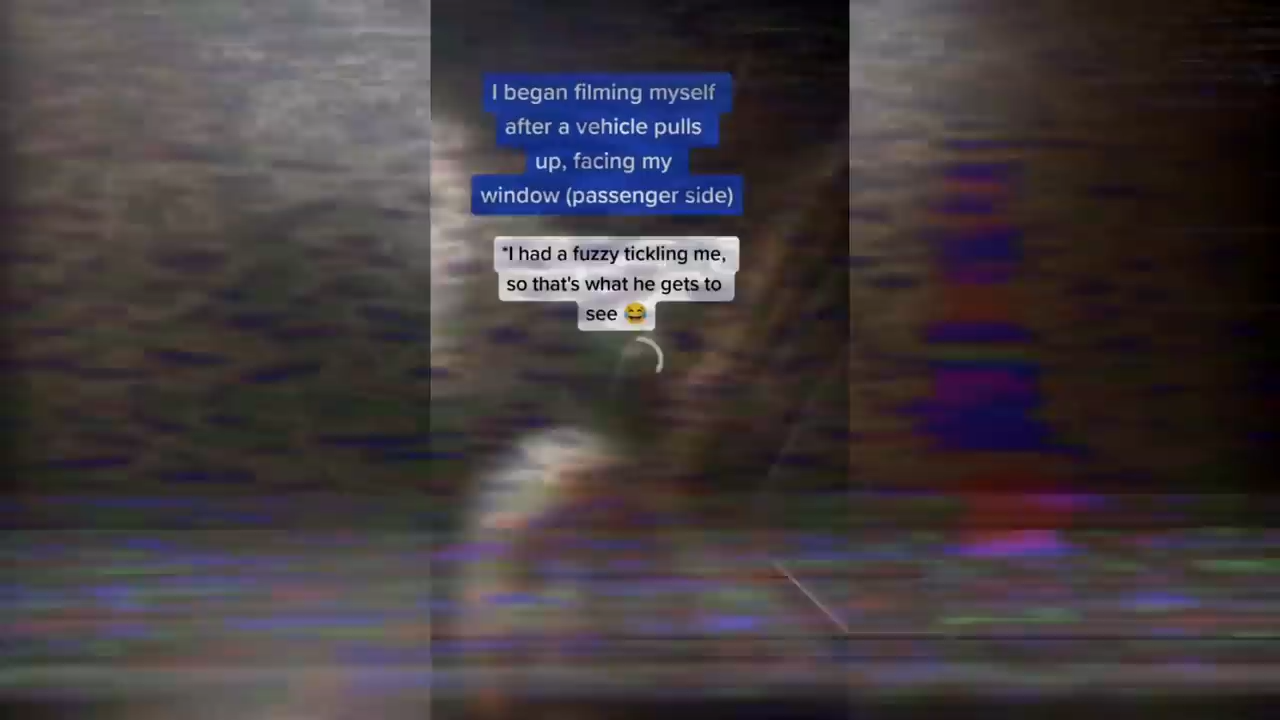 I began filming myself
after a vehicle pulls
up, facing my
window (passenger side)
*I had a fuzzy tickling me,
so that's what he gets to
see 😂